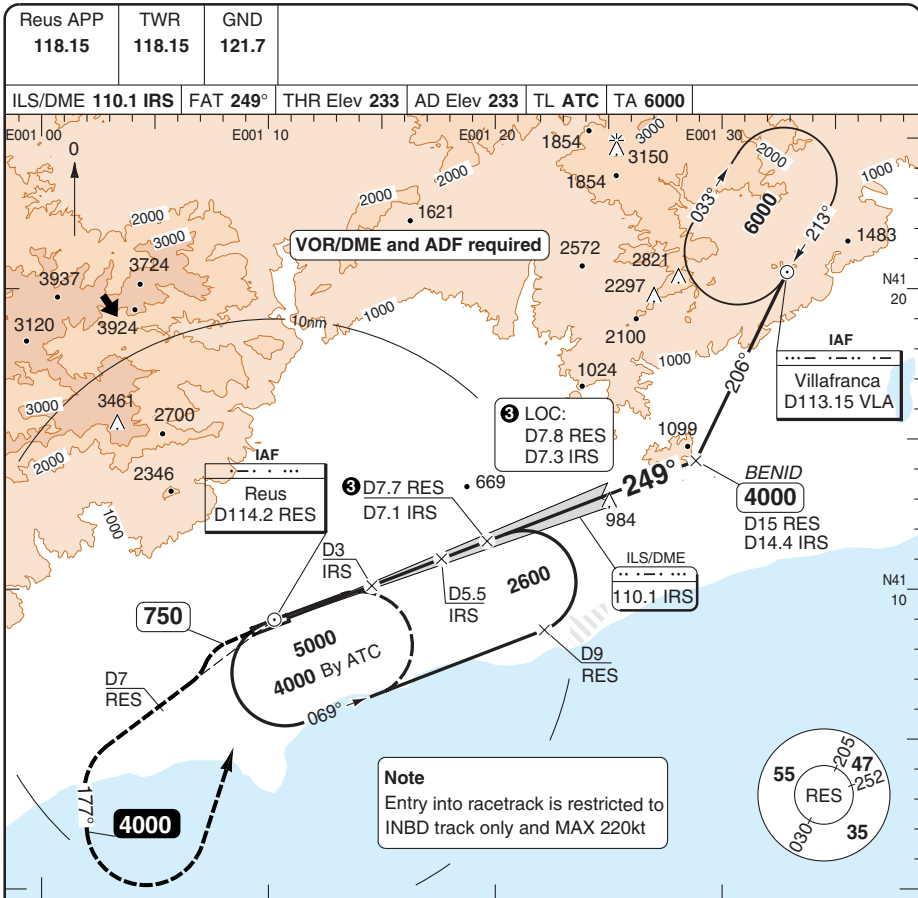 Reus APP
118.15
TWR
118.15
GND
121.7
ILS/DME 110.1 IRS
FAT 249°
THR Elev 233
AD Elev 233
TL ATC
TA 6000
E001 00
E001 10
E001 20
E001 30
0
1854
3000
3150
1854
2000
1000
2000
2000
2000
1621
033°
6000
213°
1483
3000
3724
3937
VOR/DME and ADF required
2572
2821
2297
N41
20
3924
3120
10nm
1000
2100
1000
1024
206°
IAF
Villafranca
D113.15 VLA
3461
3000
2700
2000
2346
1000
IAF
Reus
D114.2 RES
3 LOC:
D7.8 RES
D7.3 IRS
1099
249°
BENID
4000
D15 RES
D14.4 IRS
3 D7.7 RES
D7.1 IRS
669
984
ILS/DME
110.1 IRS
D3
IRS
D5.5
IRS
2600
N41
10
750
5000
4000 By ATC
D9
RES
D7
RES
069°
177°
4000
Note
Entry into racetrack is restricted to
INBD track only and MAX 220kt
55
205
47
252
RES
030
35